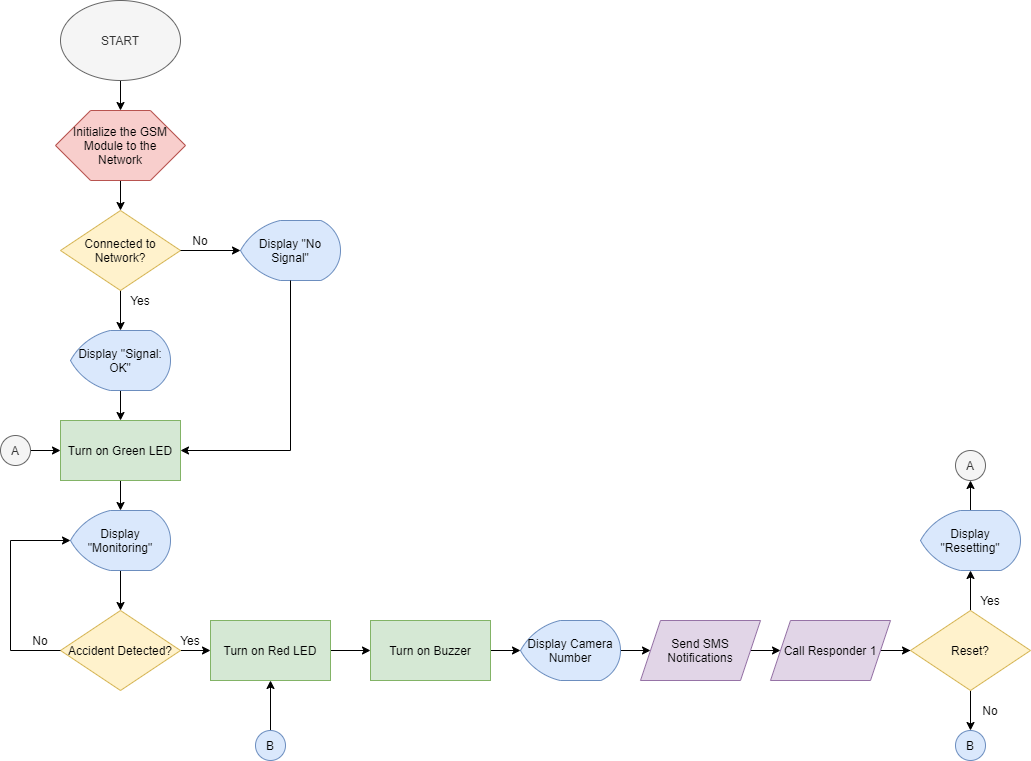 START
Initialize the GSM
Module to the
Network
Connected to
Network?
No
Display "No
Signal"
Yes
Display "Signal:
OK"
A
Turn on Green LED
Display
"Monitoring"
No
Accident Detected?
Yes
Turn on Red LED
Turn on Buzzer
Display Camera
Number
Send SMS
Notifications
Call Responder 1
Reset?
Yes
Display
"Resetting"
A
No
B
B